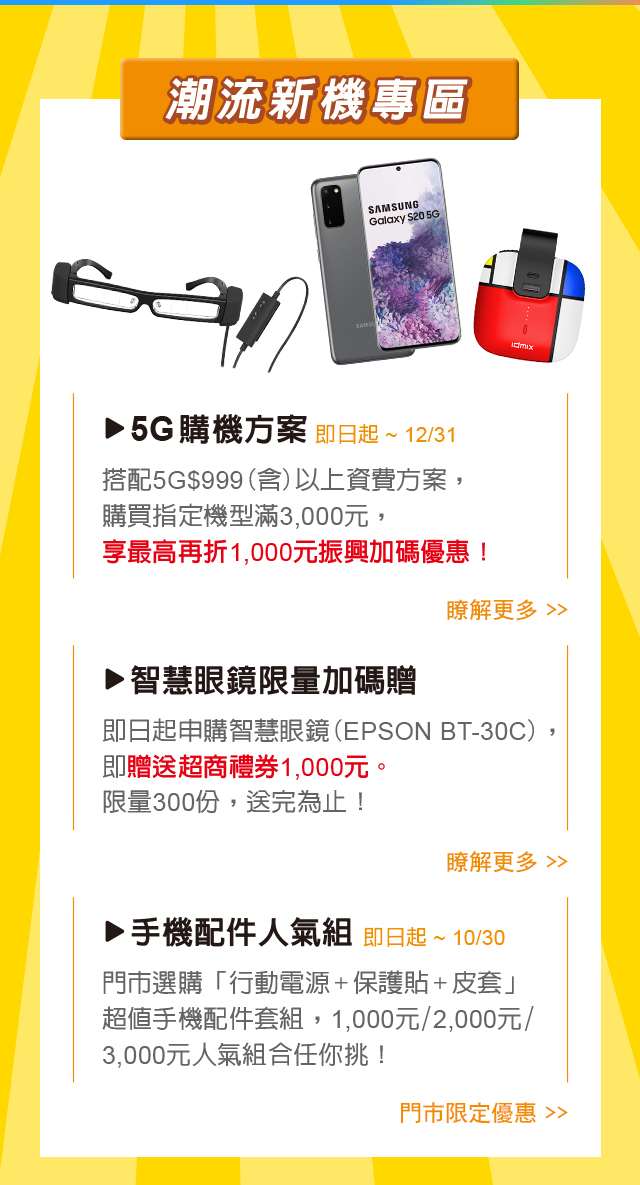 潮流新機專區
SAMSUNG
Galaxy S20 5G
idmix
▶5G購機方案 即日起 ~ 12/31
搭配5G$999(含)以上資費方案，
購買指定機型滿3,000元，
享最高再折1,000元振興加碼優惠！
瞭解更多 >>
▶智慧眼鏡限量加碼贈
即日起申購智慧眼鏡(EPSON BT-30C)，
即贈送超商禮券1,000元。
限量300份，送完為止！
瞭解更多 >>
▶手機配件人氣組 即日起 ~ 10/30
門市選購「行動電源+保護貼+皮套」
超值手機配件套組，1,000元/2,000元/
3,000元人氣組合任你挑！
門市限定優惠 >>